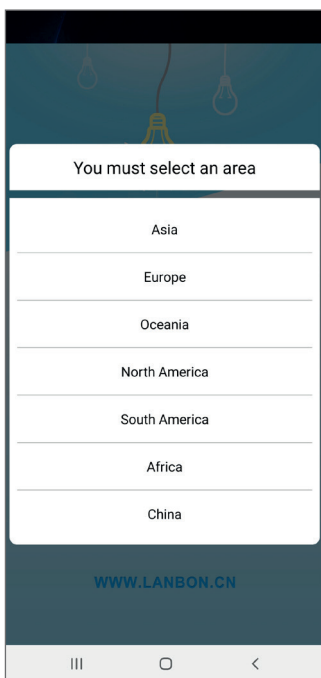 You must select an area
Asia
Europe
Oceania
North America
South America
Africa
China
WWW.LANBON.CN